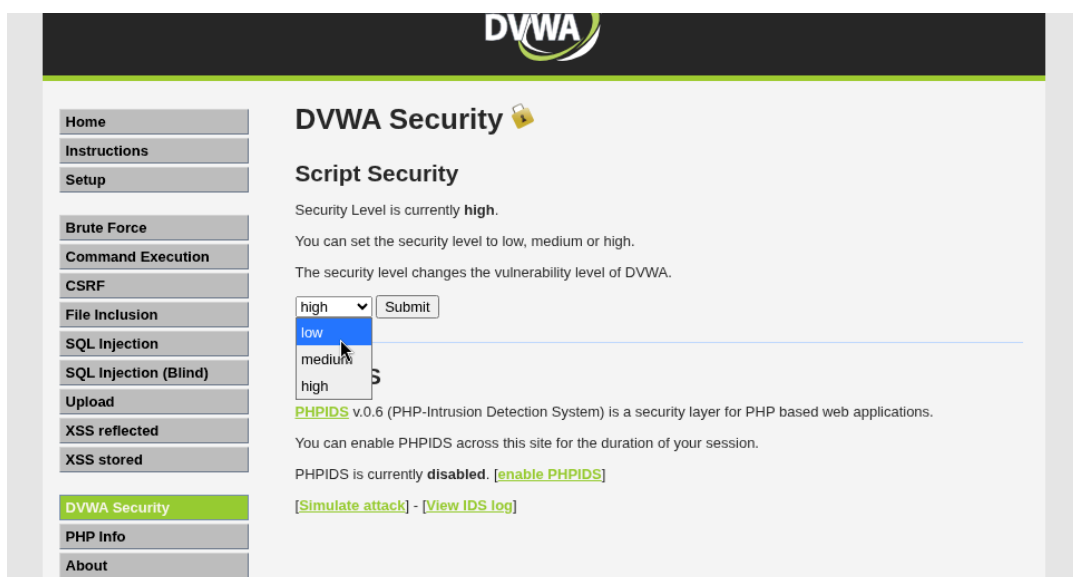 DVWA
Home
Instructions
Setup
Brute Force
Command Execution
CSRF
File Inclusion
SQL Injection
SQL Injection (Blind)
Upload
XSS reflected
XSS stored
DVWA Security
PHP Info
About
DVWA Security
Script Security
Security Level is currently high.
You can set the security level to low, medium or high.
The security level changes the vulnerability level of DVWA.
high Submit
low
medium
high
S
PHPIDS v.0.6 (PHP-Intrusion Detection System) is a security layer for PHP based web applications.
You can enable PHPIDS across this site for the duration of your session.
PHPIDS is currently disabled. [enable PHPIDS]
[Simulate attack] - [View IDS log]